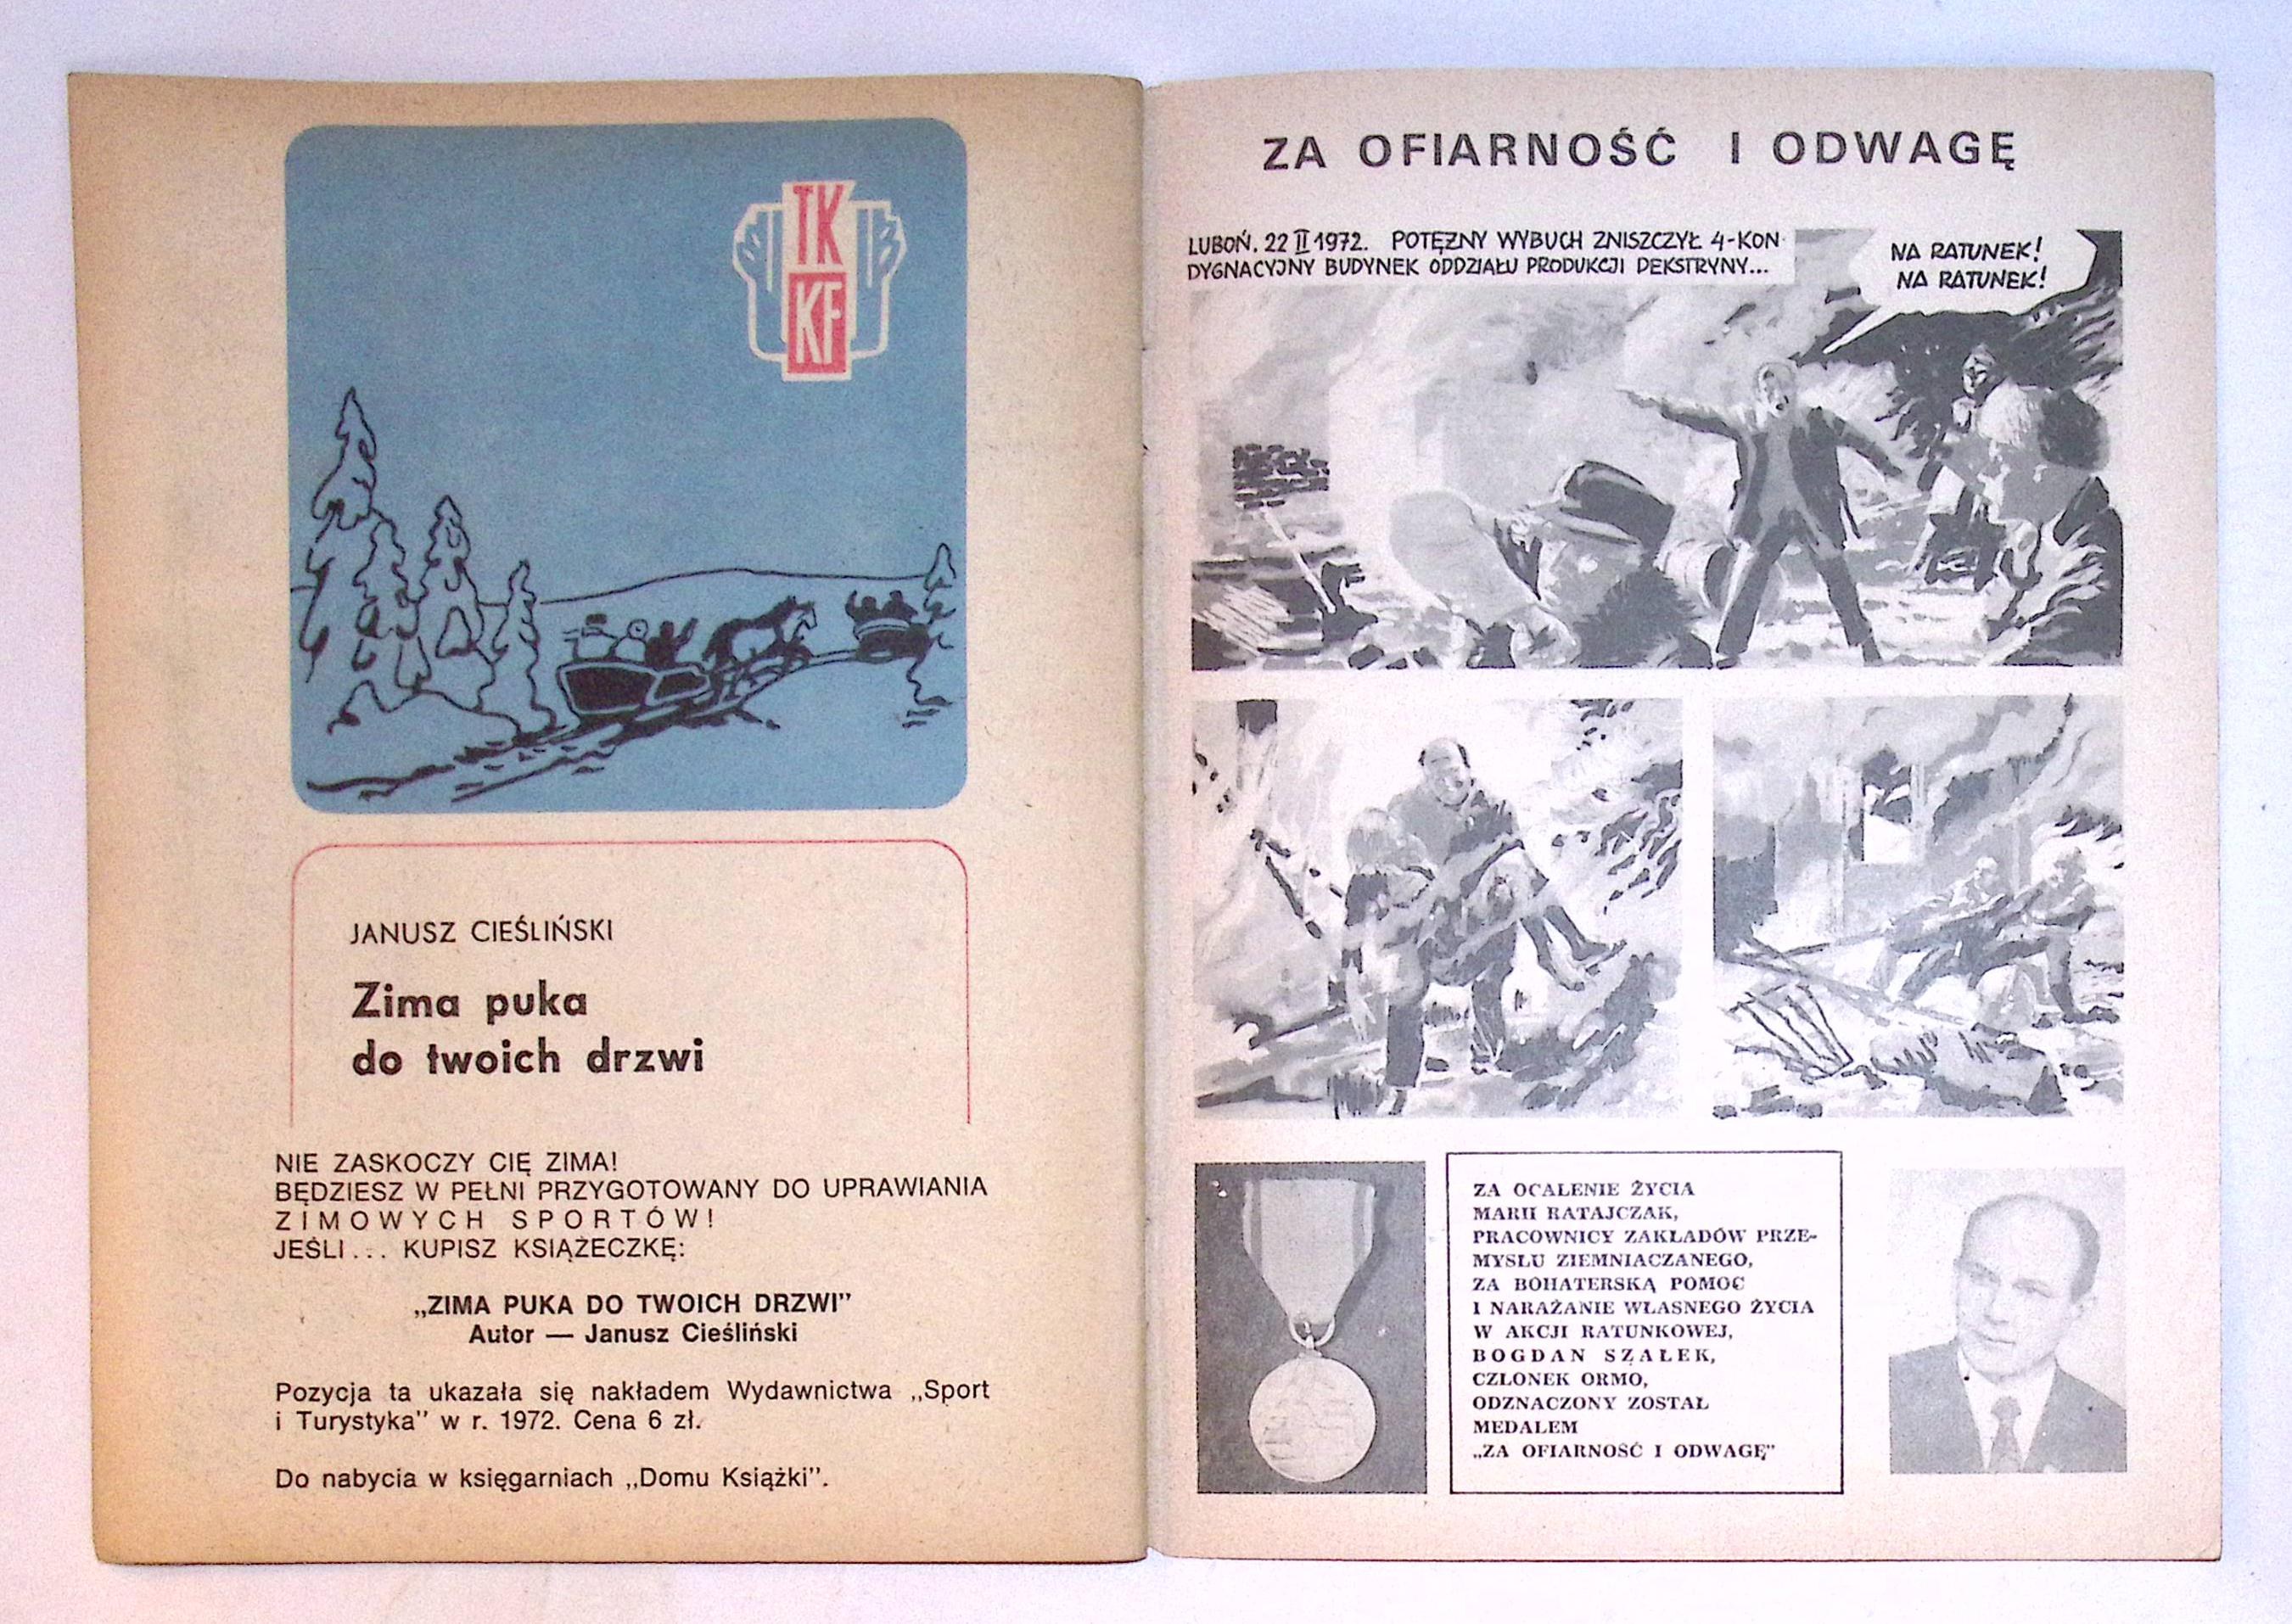 TK
KF
JANUSZ CIEŚLIŃSKI
Zima puka
do twoich drzwi
NIE ZASKOCZY CIĘ ZIMA!
BĘDZIESZ W PEŁNI PRZYGOTOWANY DO UPRAWIANIA
ZIMOWYCH SPORTÓW!
JEŚLI... KUPISZ KSIĄŻECZKĘ:
„ZIMA PUKA DO TWOICH DRZWI”
Autor — Janusz Cieśliński
Pozycja ta ukazała się nakładem Wydawnictwa „Sport
i Turystyka” w r. 1972. Cena 6 zł.
Do nabycia w księgarniach „Domu Książki”.
ZA OFIARNOŚĆ I ODWAGĘ
LUBOŃ. 22 II 1972. POTĘŻNY WYBUCH ZNISZCZYŁ 4-KON-
DYGNACYJNY BUDYNEK ODDZIAŁU PRODUKCJI DEKSTRYNY...
NA RATUNEK!
NA RATUNEK!
ZA OCALENIE ŻYCIA
MARII RATAJCZAK,
PRACOWNICY ZAKŁADÓW PRZE-
MYSŁU ZIEMNIACZANEGO,
ZA BOHATERSKĄ POMOC
I NARAŻANIE WŁASNEGO ŻYCIA
W AKCJI RATUNKOWEJ,
BOGDAN SZAŁEK,
CZŁONEK ORMO,
ODZNACZONY ZOSTAŁ
MEDALEM
„ZA OFIARNOŚĆ I ODWAGĘ”